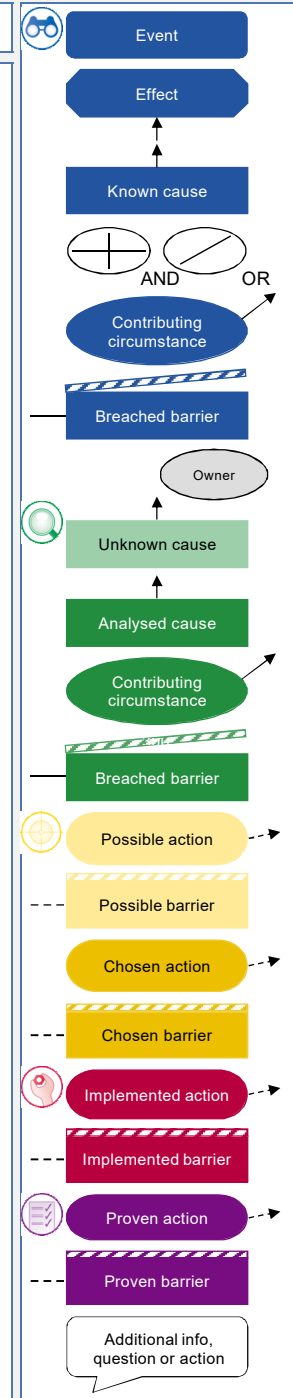 Event
Effect
Known cause
AND
OR
Contributing
circumstance
Breached barrier
Owner
Unknown cause
Analysed cause
Contributing
circumstance
Breached barrier
Possible action
Possible barrier
Chosen action
Chosen barrier
Implemented action
Implemented barrier
Proven action
Proven barrier
Additional info,
question or action